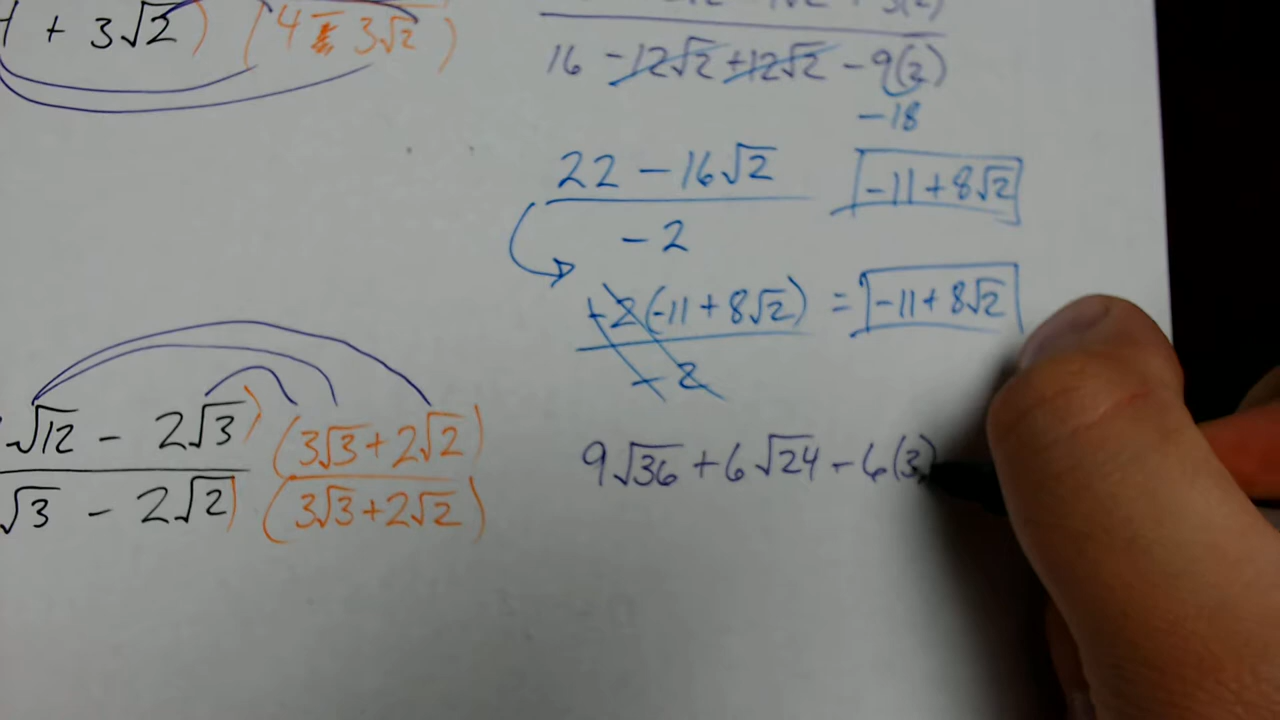 + 3√2) (4 - 3√2)
16 - 12√2 + 12√2 - 9(2)
-18
22 - 16√2
-2
-11 + 8√2
-2(-11 + 8√2) = -11 + 8√2
-2
√12 - 2√3) (3√3 + 2√2)
√3 - 2√2) (3√3 + 2√2)
9√36 + 6√24 - 6(3)